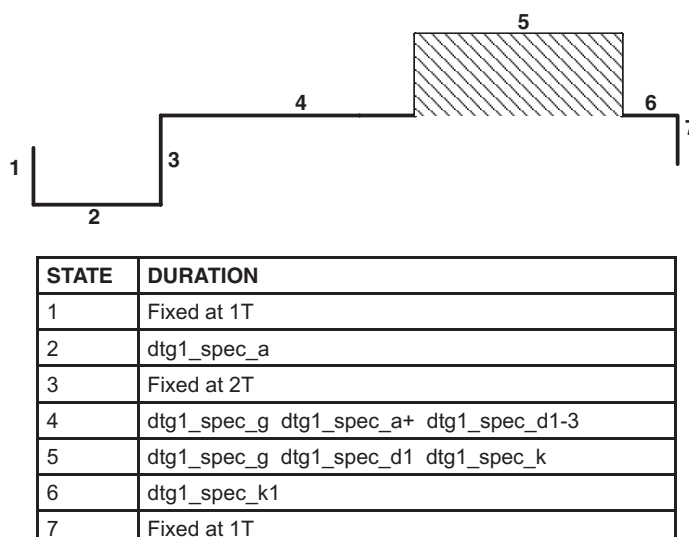 5
4
6
7
3
1
2
STATE DURATION
1 Fixed at 1T
2 dtg1_spec_a
3 Fixed at 2T
4 dtg1_spec_g dtg1_spec_a+ dtg1_spec_d1-3
5 dtg1_spec_g dtg1_spec_d1 dtg1_spec_k
6 dtg1_spec_k1
7 Fixed at 1T